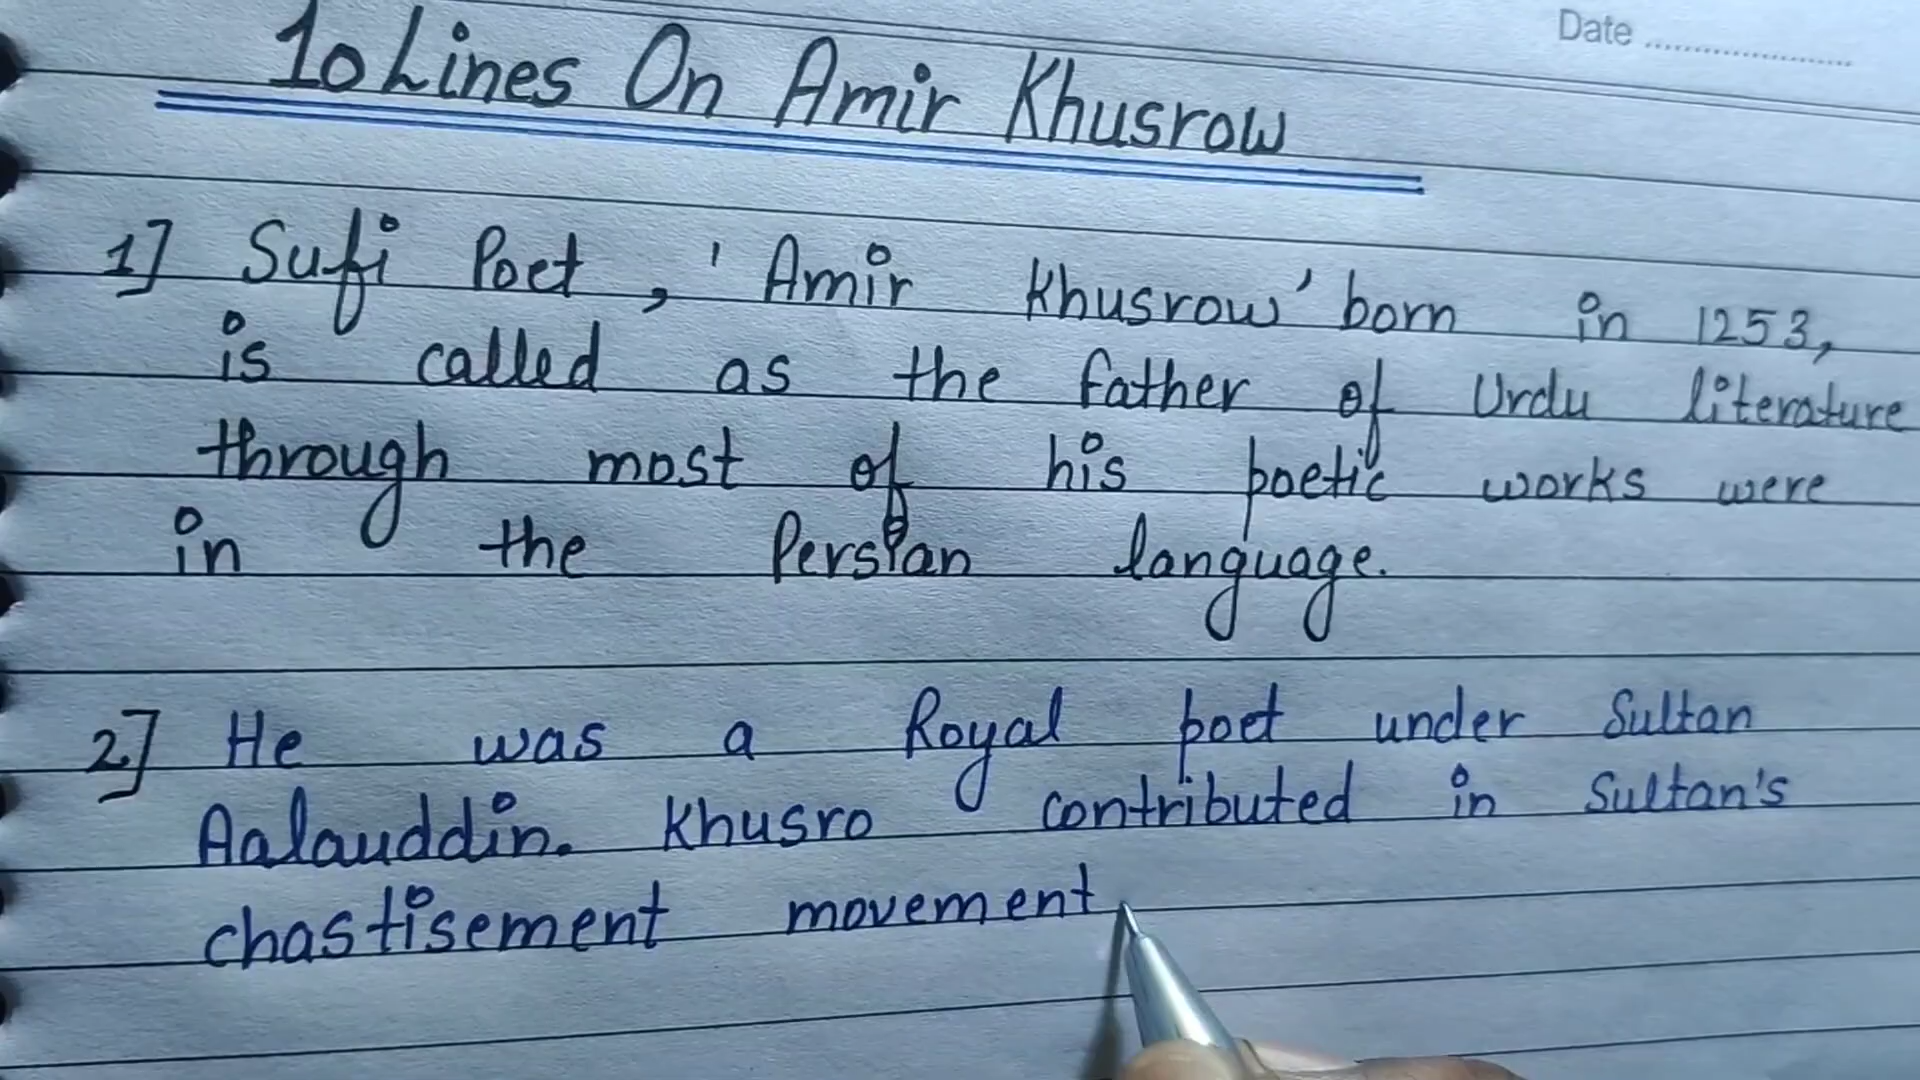 Date
10 Lines On Amir Khusrow
1] Sufi Poet, 'Amir Khusrow' born in 1253,
is called as the father of Urdu literature
through most of his poetic works were
in the Persian language.
2] He was a Royal poet under Sultan
Aalauddin. Khusro contributed in Sultan's
chastisement movement